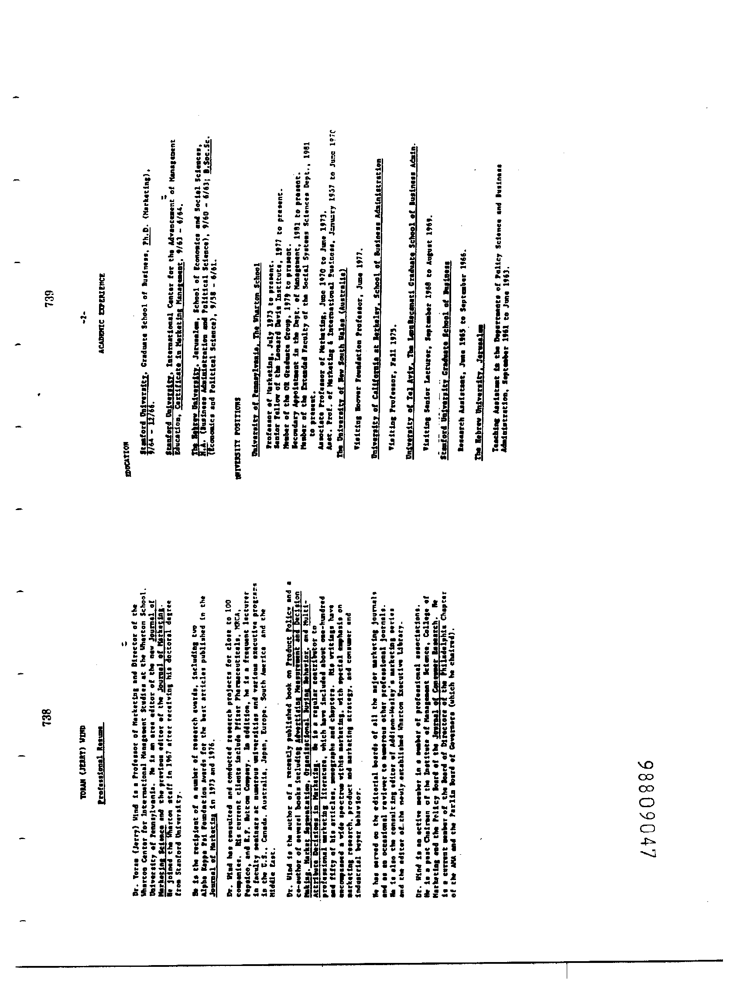 738
YORAM (JERRY) WIND
Professional Resume
Dr. Yoram (Jerry) Wind is a Professor of Marketing and Director of the
Wharton Center for International Management Studies at the Wharton School,
University of Pennsylvania. He is an area editor of the new Journal of
Marketing Science and the previous editor of the Journal of Marketing.
He joined the Wharton staff in 1967 after receiving his doctoral degree
from Stanford University.
He is the recipient of a number of research awards, including two
Alpha Kappa Psi Foundation Awards for the best articles published in the
Journal of Marketing in 1973 and 1976.
Dr. Wind has consulted and conducted research projects for close to 100
companies. His current clients include Pfizer Pharmaceuticals, MRCA,
Pepsico, and R.F. Bottom Company. In addition, he is a frequent lecturer
in faculty seminars at numerous universities and various executive programs
in the U.S., Canada, Australia, Japan, Europe, South America and the
Middle East.
Dr. Wind is the author of a recently published book on Product Policy and a
co-author of several books including Advertising Measurement and Decision
Making, Market Segmentation, Organizational Buying Behavior, and Multi-
Attribute Decisions in Marketing. He is a regular contributor to
professional marketing literature, which have included above one-hundred
and fifty of his articles, monographs and chapters. His writings have
encompassed a wide spectrum within marketing, with special emphasis on
marketing research, product and marketing strategy, and consumer and
industrial buyer behavior.
He has served on the editorial boards of all the major marketing journals
and as an occasional reviewer to numerous other professional journals.
He is also the consulting editor of Addison-Wesley's marketing series
and the editor of the newly established Wharton Executive Library.
Dr. Wind is an active member in a number of professional associations.
He is a past Chairman of the Institute of Management Science, College of
Marketing and the Policy Board of the Journal of Consumer Research. He
is a current member of the Board of Directors of the Philadelphia Chapter
of the AMA and the Parlin Board of Governors (which he chaired).
739
-2-
ACADEMIC EXPERIENCE
EDUCATION
Stanford University, Graduate School of Business, Ph.D. (Marketing),
9/64 - 12/66.
Stanford University, International Center for the Advancement of Management
Education, Certificate in Marketing Management, 9/63 - 6/64.
The Hebrew University, Jerusalem, School of Economics and Social Sciences,
M.A. (Business Administration and Political Science), 9/60 - 6/63; B.Soc.Sc.
(Economics and Political Science), 9/58 - 6/61.
UNIVERSITY POSITIONS
University of Pennsylvania, The Wharton School
Professor of Marketing, July 1973 to present.
Senior Fellow of the Leonard Davis Institute, 1977 to present.
Member of the OR Graduate Group, 1979 to present.
Secondary Appointment in the Dept. of Management, 1981 to present.
Member of the Extended Faculty of the Social Systems Sciences Dept., 1981
to present.
Associate Professor of Marketing, June 1970 to June 1973.
Asst. Prof. of Marketing & International Business, January 1967 to June 1970
The University of New South Wales (Australia)
Visiting Hoover Foundation Professor, June 1977.
University of California at Berkeley, School of Business Administration
Visiting Professor, Fall 1975.
University of Tel Aviv, The Leon Recanati Graduate School of Business Admin.
Visiting Senior Lecturer, September 1968 to August 1969.
Stanford University Graduate School of Business
Research Assistant, June 1965 to September 1966.
The Hebrew University, Jerusalem
Teaching Assistant in the Departments of Policy Science and Business
Administration, September 1961 to June 1963.
98809047